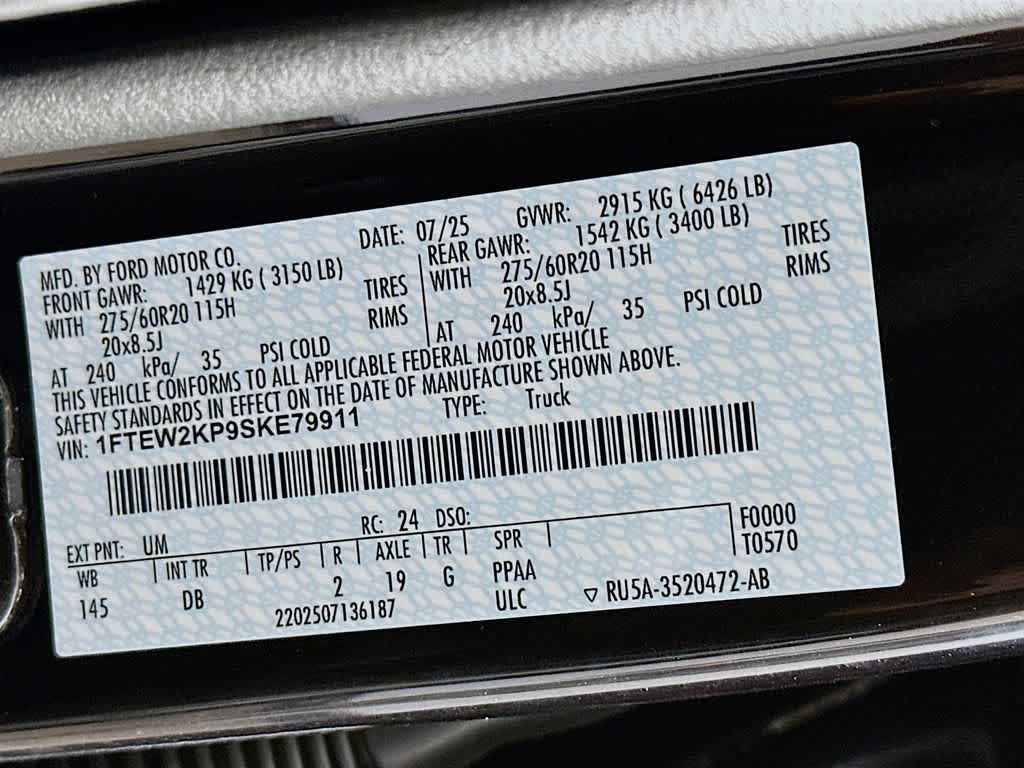 MFD. BY FORD MOTOR CO. DATE: 07/25 GVWR: 2915 KG ( 6426 LB)
FRONT GAWR: 1429 KG ( 3150 LB) REAR GAWR: 1542 KG ( 3400 LB)
WITH 275/60R20 115H TIRES WITH 275/60R20 115H TIRES
20x8.5J RIMS 20x8.5J RIMS
AT 240 kPa/ 35 PSI COLD AT 240 kPa/ 35 PSI COLD
THIS VEHICLE CONFORMS TO ALL APPLICABLE FEDERAL MOTOR VEHICLE
SAFETY STANDARDS IN EFFECT ON THE DATE OF MANUFACTURE SHOWN ABOVE.
VIN: 1FTEW2KP9SKE79911 TYPE: Truck
EXT PNT: UM RC: 24 DSO: F0000
WB INT TR TP/PS R AXLE TR SPR T0570
145 DB 2 19 G PPAA
2202507136187 ULC ▽ RU5A-3520472-AB